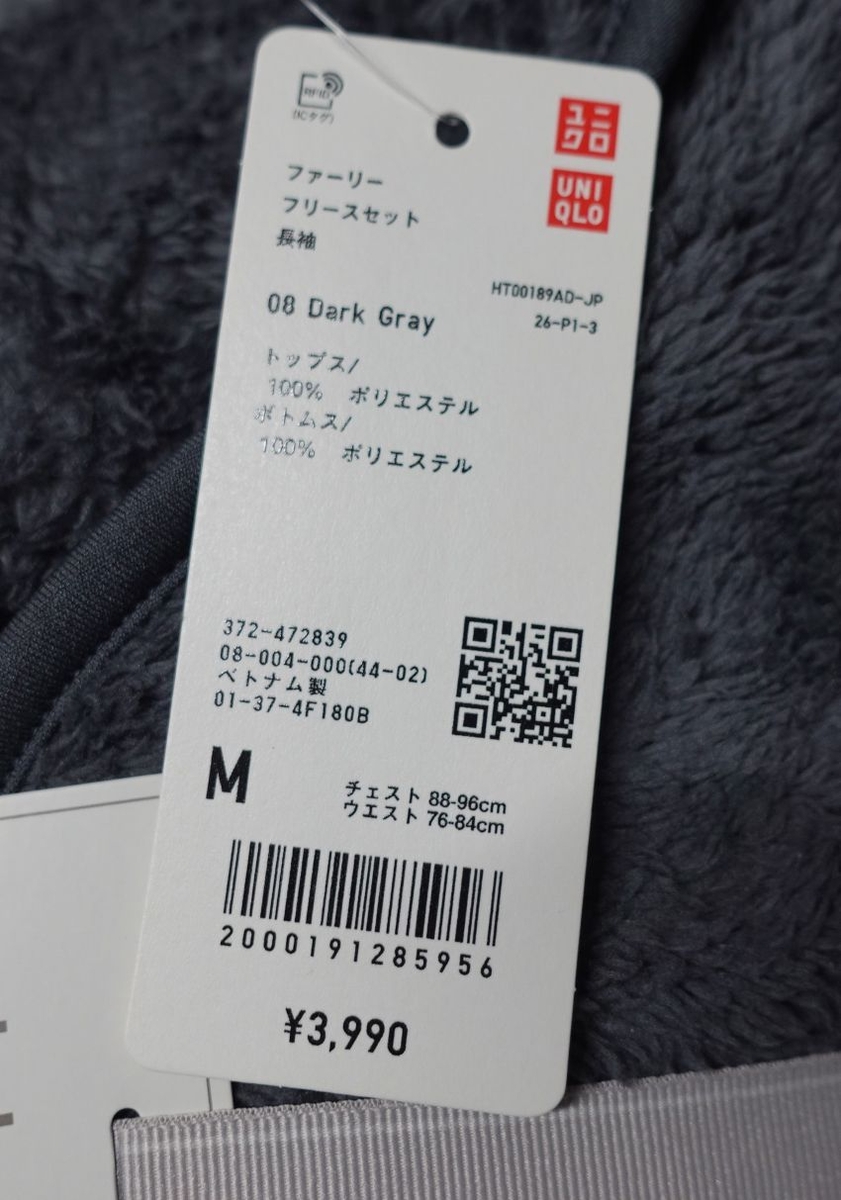 RFID
(ICタグ)
ユニ
クロ
UNI
QLO
ファーリー
フリースセット
長袖
HT00189AD-JP
26-P1-3
08 Dark Gray
トップス/
100% ポリエステル
ボトムス/
100% ポリエステル
372-472839
08-004-000(44-02)
ベトナム製
01-37-4F180B
M
チェスト 88-96cm
ウエスト 76-84cm
2000191285956
¥3,990